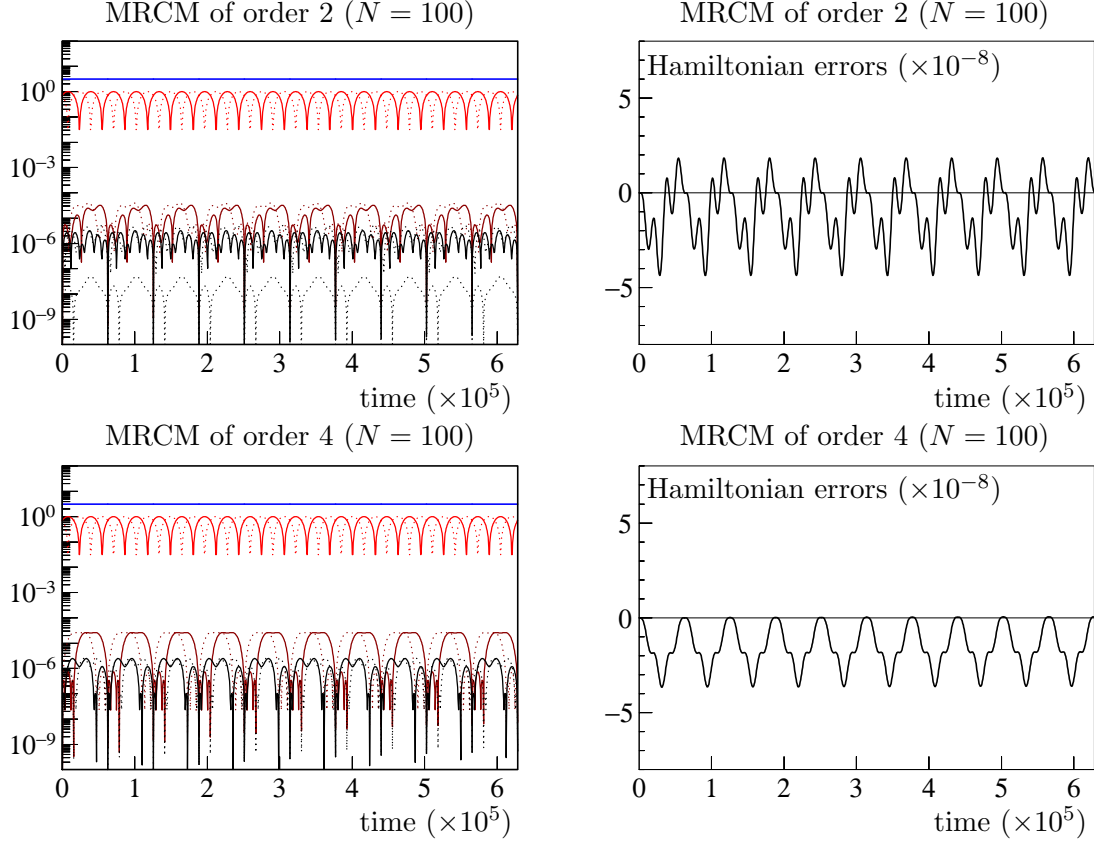 MRCM of order 2 (N = 100)
10^0
10^−3
10^−6
10^−9
0 1 2 3 4 5 6
time (×10^5)
MRCM of order 2 (N = 100)
Hamiltonian errors (×10^−8)
5
0
−5
0 1 2 3 4 5 6
time (×10^5)
MRCM of order 4 (N = 100)
10^0
10^−3
10^−6
10^−9
0 1 2 3 4 5 6
time (×10^5)
MRCM of order 4 (N = 100)
Hamiltonian errors (×10^−8)
5
0
−5
0 1 2 3 4 5 6
time (×10^5)